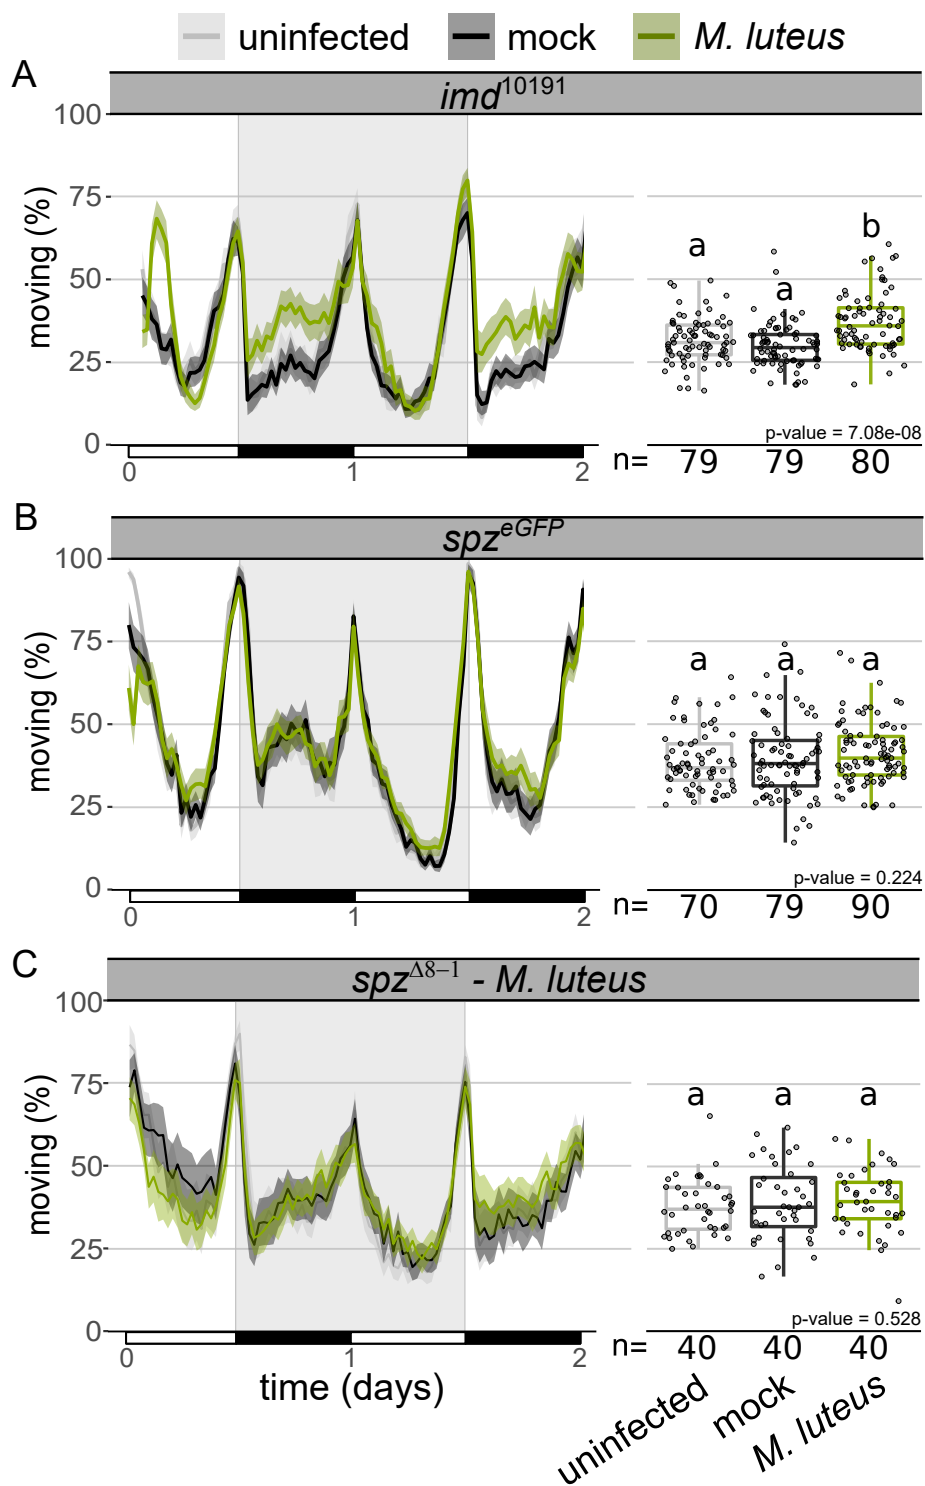 uninfected mock M. luteus
A
imd10191
100
75
50
25
0
moving (%)
0 1 2
a a b
p-value = 7.08e-08
n= 79 79 80
B
spzeGFP
100
75
50
25
0
moving (%)
0 1 2
a a a
p-value = 0.224
n= 70 79 90
C
spzΔ8−1 - M. luteus
100
75
50
25
0
moving (%)
0 1 2
time (days)
a a a
p-value = 0.528
n= 40 40 40
uninfected
mock
M. luteus